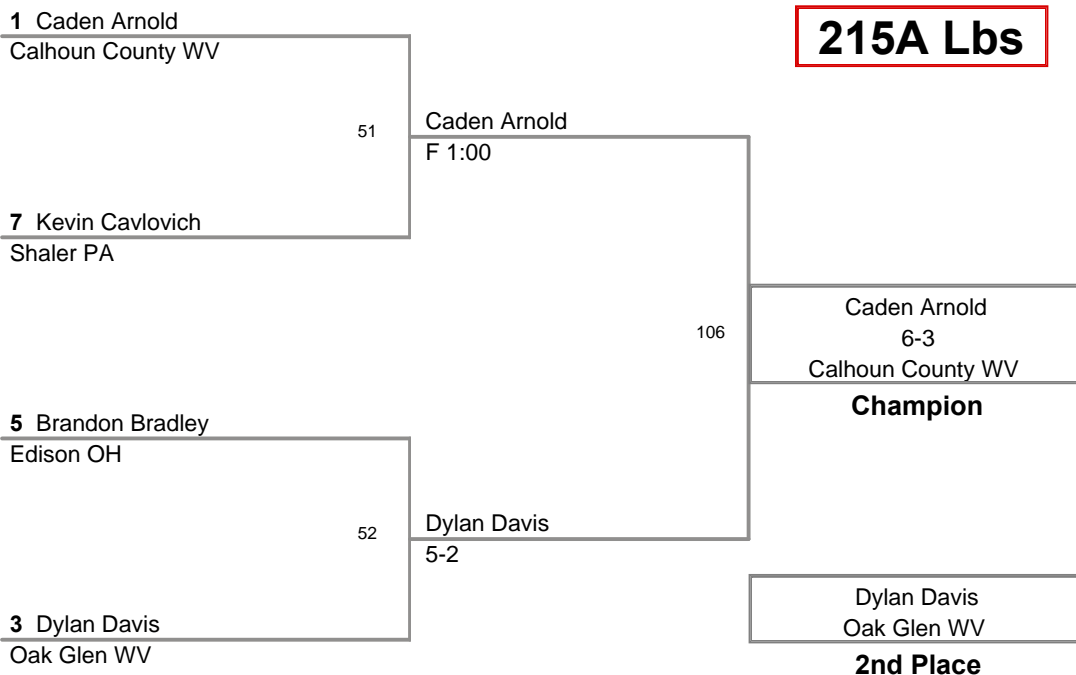 1 Caden Arnold
215A Lbs
Calhoun County WV
51
Caden Arnold
F 1:00
7 Kevin Cavlovich
Shaler PA
106
Caden Arnold
6-3
Calhoun County WV
Champion
5 Brandon Bradley
Edison OH
52
Dylan Davis
5-2
3 Dylan Davis
Oak Glen WV
Dylan Davis
Oak Glen WV
2nd Place